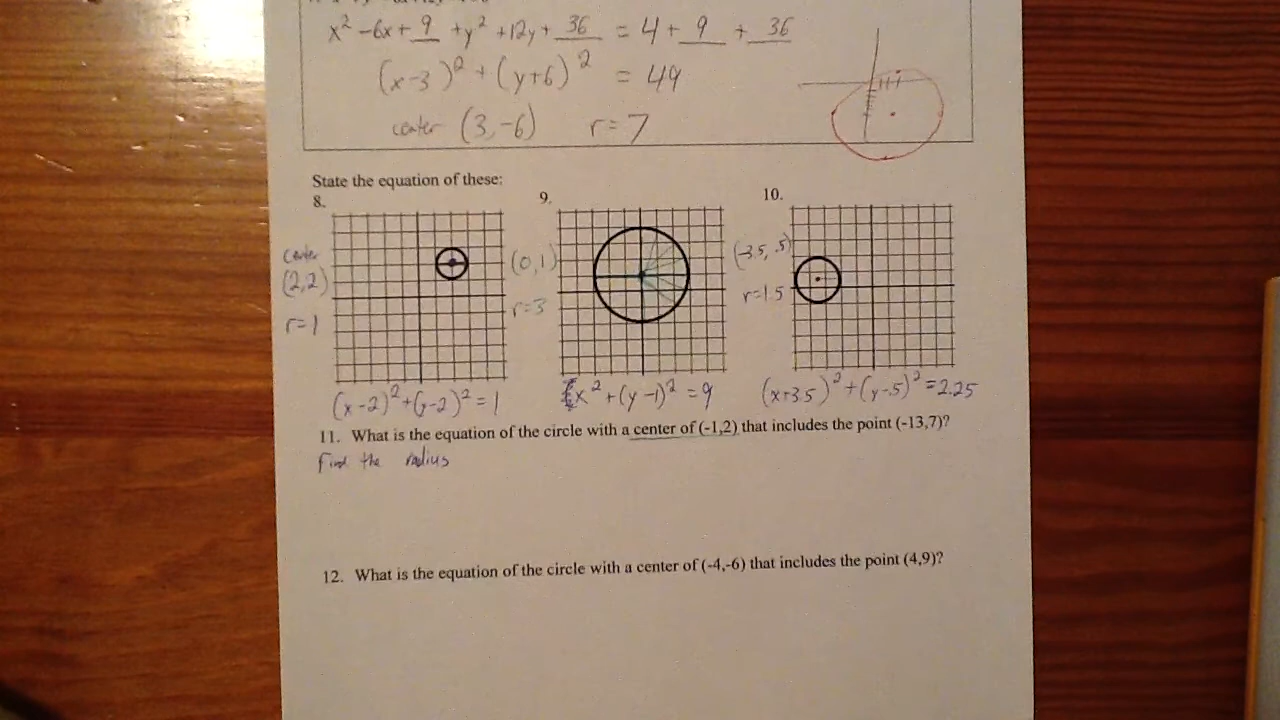 x² -6x+ 9 +y² +12y+ 36 = 4+ 9 + 36
(x-3)² + (y+6)² = 49
center (3,-6) r=7
State the equation of these:
8. 9. 10.
center
(2,2)
r=1
(0,1)
r=3
(-3.5, .5)
r=1.5
(x-2)²+(y-2)²=1
x²+(y-1)²=9
(x+3.5)²+(y-.5)²=2.25
11. What is the equation of the circle with a center of (-1,2) that includes the point (-13,7)?
Find the radius
12. What is the equation of the circle with a center of (-4,-6) that includes the point (4,9)?